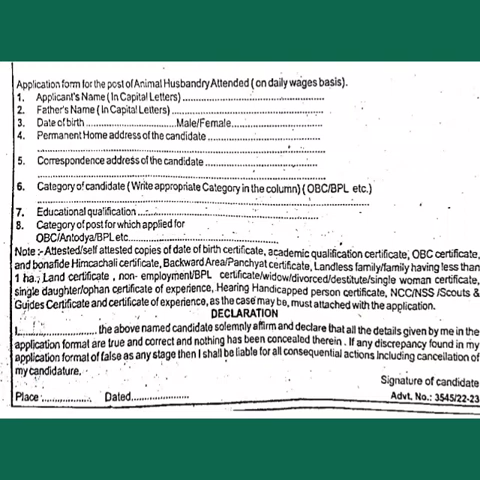 Application form for the post of Animal Husbandry Attended ( on daily wages basis).
1. Applicant's Name ( In Capital Letters) ...............................................
2. Father's Name ( In Capital Letters) ..................................................
3. Date of birth ...........................Male/Female...............................
4. Permanent Home address of the candidate ......................................
...............................................................................................
5. Correspondence address of the candidate .......................................
...............................................................................................
6. Category of candidate ( Write appropriate Category in the column) ( OBC/BPL etc.)
...............................................................................................
7. Educational qualification ...............................................................
8. Category of post for which applied for
OBC/Antodya/BPL etc...................................................
Note :- Attested/self attested copies of date of birth certificate, academic qualification certificate, OBC certificate,
and bonafide Himcachali certificate, Backward Area/Panchyat certificate, Landless family/family having less than
1 ha.; Land certificate , non- employment/BPL certificate/widow/divorced/destitute/single woman certificate,
single daughter/ophan certificate of experience, Hearing Handicapped person certificate, NCC/NSS /Scouts &
Guides Certificate and certificate of experience, as the case may be, must attached with the application.
DECLARATION
I,........................ the above named candidate solemnly affirm and declare that all the details given by me in the
application format are true and correct and nothing has been concealed therein . If any discrepancy found in my
application format of false as any stage then I shall be liable for all consequential actions including cancellation of
my candidature.
Signature of candidate
Place :................. Dated......................
Advt. No.: 3545/22-23